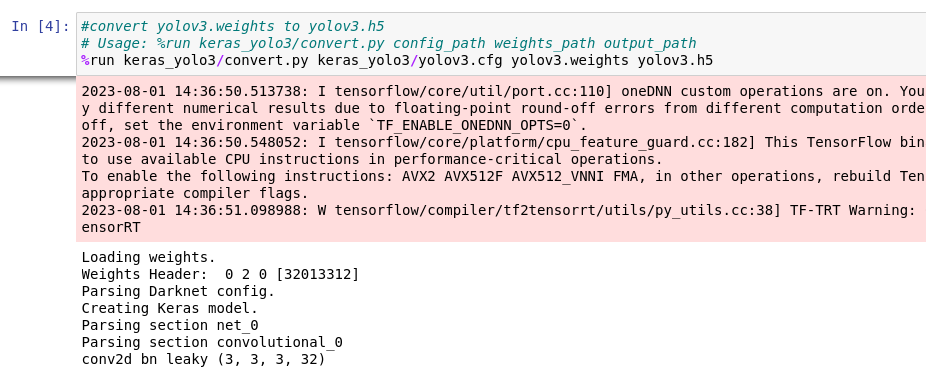 In [4]: #convert yolov3.weights to yolov3.h5
# Usage: %run keras_yolo3/convert.py config_path weights_path output_path
%run keras_yolo3/convert.py keras_yolo3/yolov3.cfg yolov3.weights yolov3.h5
2023-08-01 14:36:50.513738: I tensorflow/core/util/port.cc:110] oneDNN custom operations are on. You
y different numerical results due to floating-point round-off errors from different computation orde
off, set the environment variable `TF_ENABLE_ONEDNN_OPTS=0`.
2023-08-01 14:36:50.548052: I tensorflow/core/platform/cpu_feature_guard.cc:182] This TensorFlow bin
to use available CPU instructions in performance-critical operations.
To enable the following instructions: AVX2 AVX512F AVX512_VNNI FMA, in other operations, rebuild Ten
appropriate compiler flags.
2023-08-01 14:36:51.098988: W tensorflow/compiler/tf2tensorrt/utils/py_utils.cc:38] TF-TRT Warning:
ensorRT
Loading weights.
Weights Header:  0 2 0 [32013312]
Parsing Darknet config.
Creating Keras model.
Parsing section net_0
Parsing section convolutional_0
conv2d bn leaky (3, 3, 3, 32)